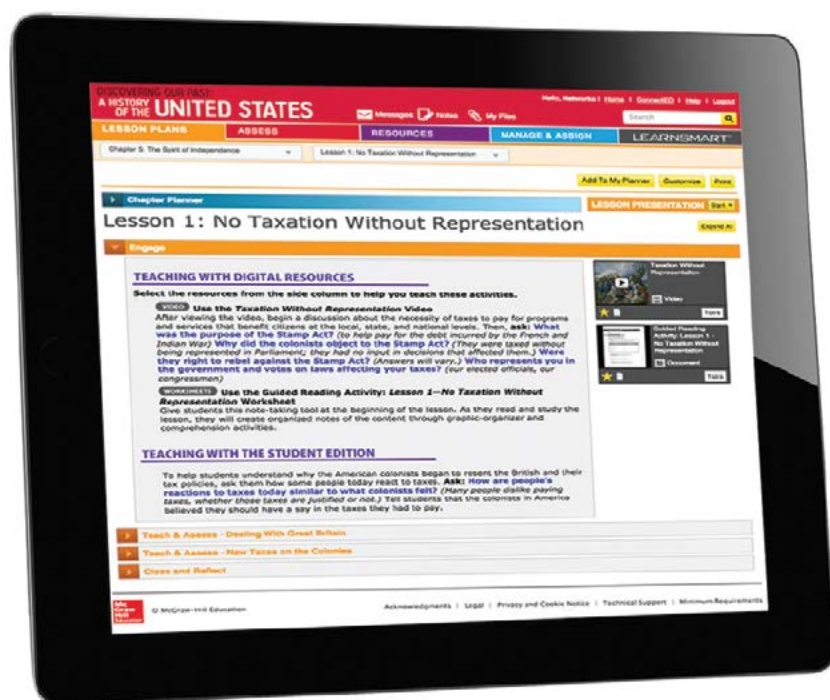 DISCOVERING OUR PAST:
A HISTORY OF THE UNITED STATES
Messages Notes My Files
Hello, Networks! | Home | ConnectED | Help | Logout
Search
LESSON PLANS ASSESS RESOURCES MANAGE & ASSIGN LEARNSMART
Chapter 5: The Spirit of Independence Lesson 1: No Taxation Without Representation
Add To My Planner Customize Print
Chapter Planner
LESSON PRESENTATION Start
Lesson 1: No Taxation Without Representation
Expand All
Engage
TEACHING WITH DIGITAL RESOURCES
Select the resources from the side column to help you teach these activities.
VIDEO Use the Taxation Without Representation Video
After viewing the video, begin a discussion about the necessity of taxes to pay for programs
and services that benefit citizens at the local, state, and national levels. Then, ask: What
was the purpose of the Stamp Act? (to help pay for the debt incurred by the French and
Indian War) Why did the colonists object to the Stamp Act? (They were taxed without
being represented in Parliament; they had no input in decisions that affected them.) Were
they right to rebel against the Stamp Act? (Answers will vary.) Who represents you in
the government and votes on laws affecting your taxes? (our elected officials, our
congressmen)
WORKSHEETS Use the Guided Reading Activity: Lesson 1—No Taxation Without
Representation Worksheet
Give students this note-taking tool at the beginning of the lesson. As they read and study the
lesson, they will create organized notes of the content through graphic-organizer and
comprehension activities.
TEACHING WITH THE STUDENT EDITION
To help students understand why the American colonists began to resent the British and their
tax policies, ask them how some people today react to taxes. Ask: How are people's
reactions to taxes today similar to what colonists felt? (Many people dislike paying
taxes, whether those taxes are justified or not.) Tell students that the colonists in America
believed they should have a say in the taxes they had to pay.
Taxation Without
Representation
Video
Guided Reading
Activity: Lesson 1 -
No Taxation Without
Representation
Document
Teach & Assess - Dealing With Great Britain
Teach & Assess - New Taxes on the Colonies
Close and Reflect
Mc
Graw
Hill
Education
© McGraw-Hill Education
Acknowledgments | Legal | Privacy and Cookie Notice | Technical Support | Minimum Requirements